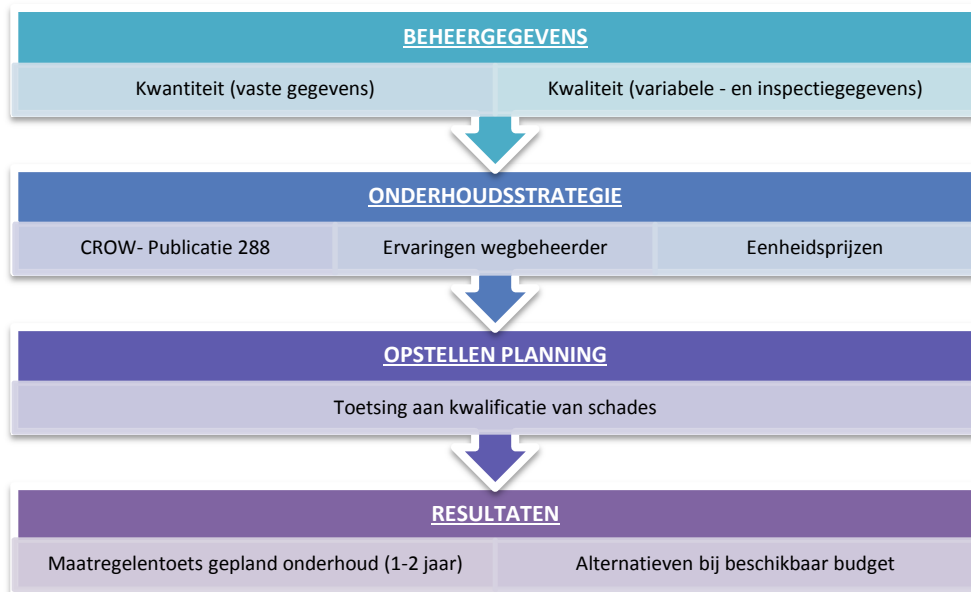 BEHEERGEGEVENS
Kwantiteit (vaste gegevens)
Kwaliteit (variabele - en inspectiegegevens)
ONDERHOUDSSTRATEGIE
CROW- Publicatie 288
Ervaringen wegbeheerder
Eenheidsprijzen
OPSTELLEN PLANNING
Toetsing aan kwalificatie van schades
RESULTATEN
Maatregelentoets gepland onderhoud (1-2 jaar)
Alternatieven bij beschikbaar budget